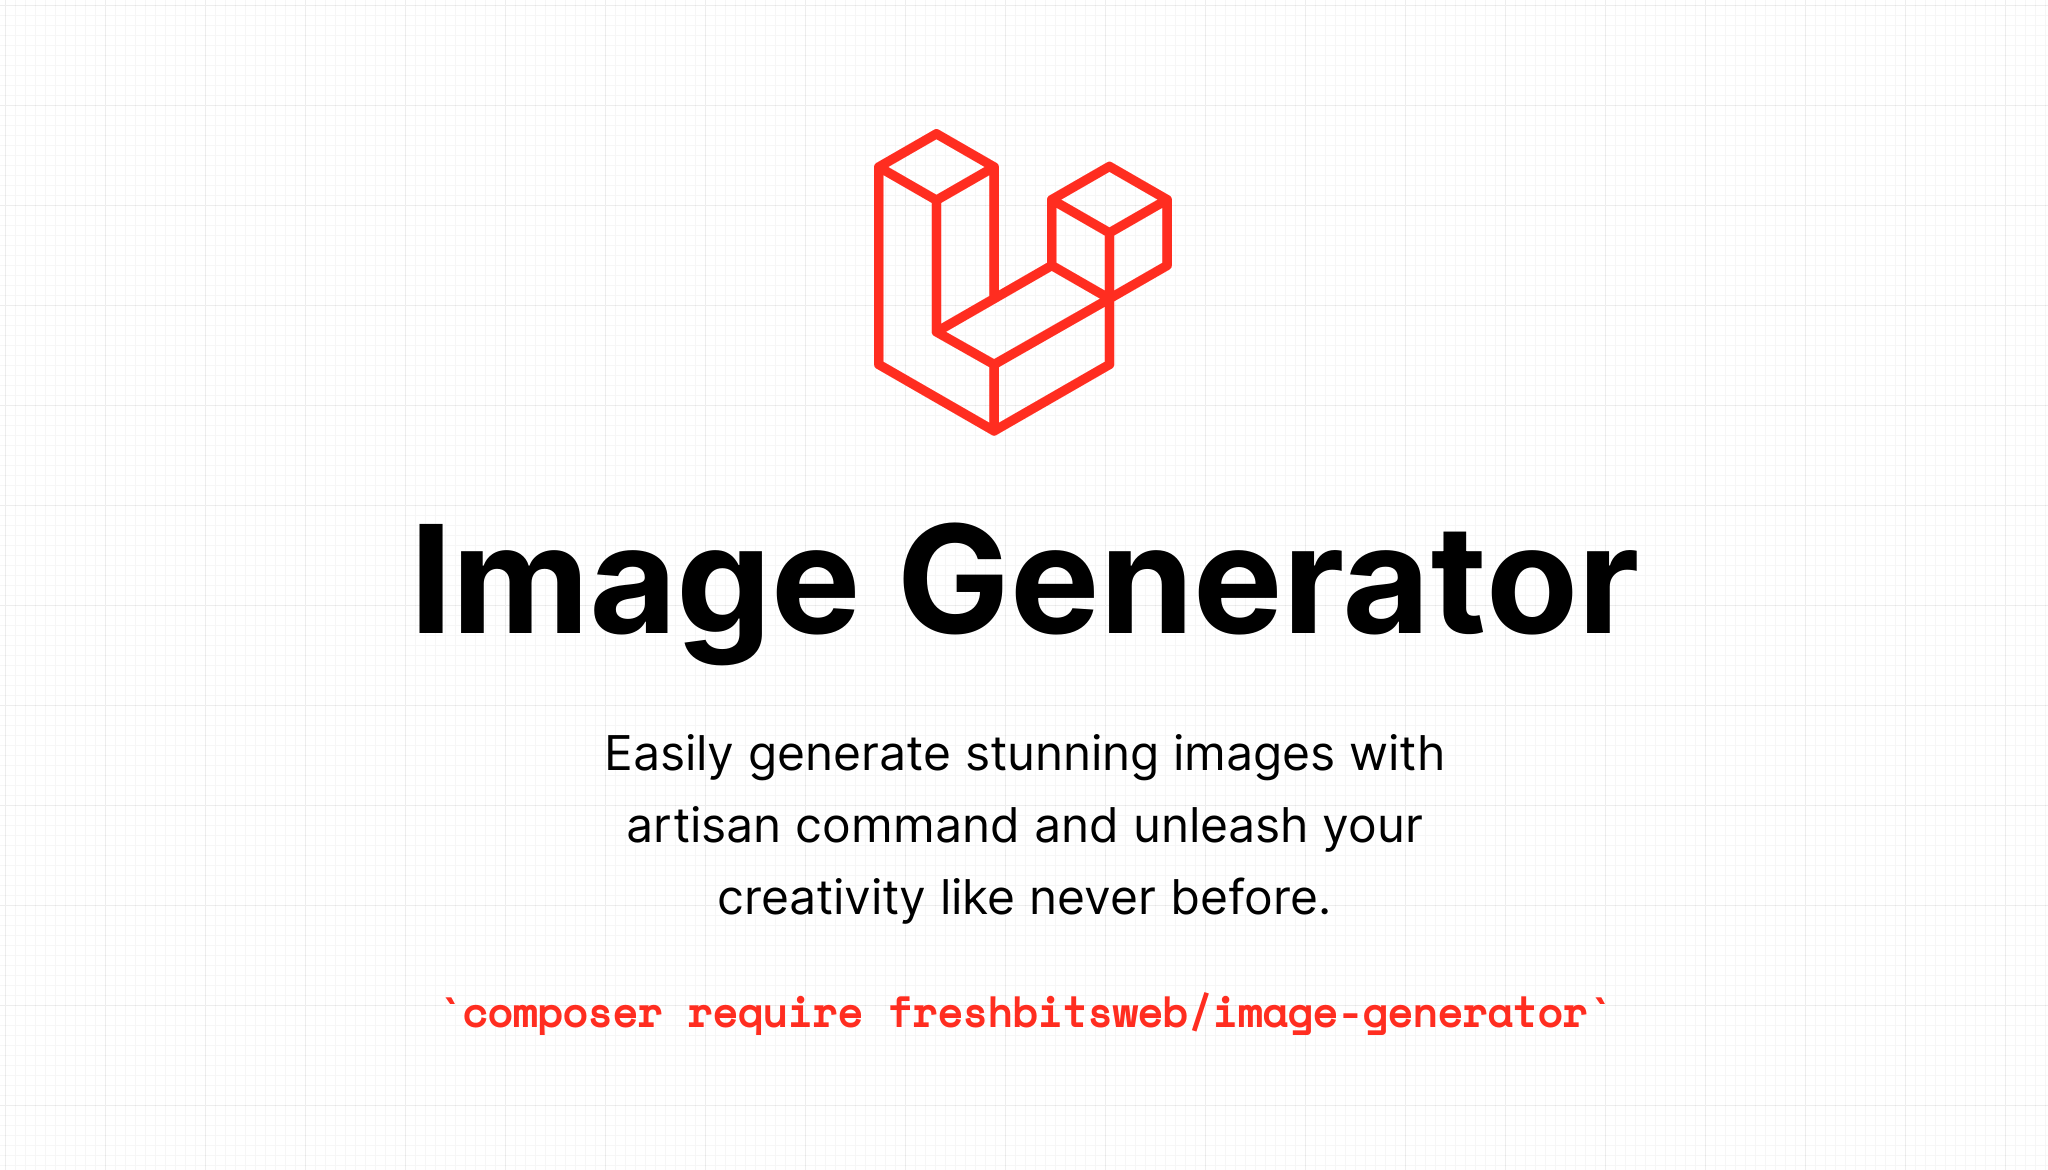 Image Generator
Easily generate stunning images with
artisan command and unleash your
creativity like never before.
`composer require freshbitsweb/image-generator`